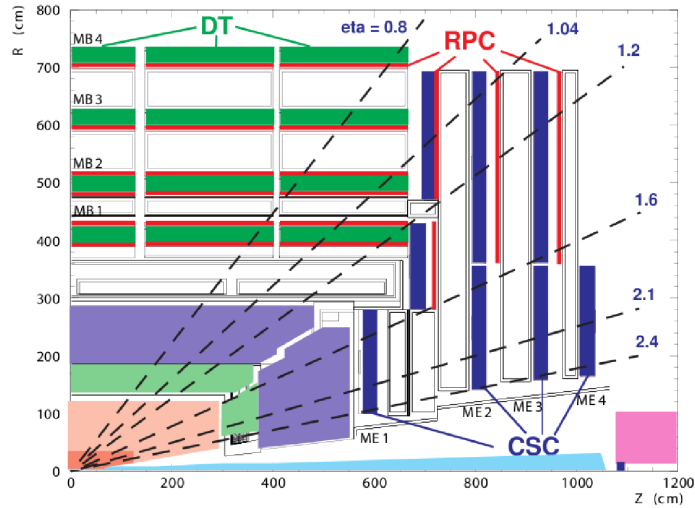 R (cm)
800
700
600
500
400
300
200
100
0
MB 4
DT
eta = 0.8
RPC
1.04
1.2
MB 3
MB 2
MB 1
1.6
2.1
2.4
ME 1
ME 2
ME 3
ME 4
CSC
0
200
400
600
800
1000
1200
Z (cm)